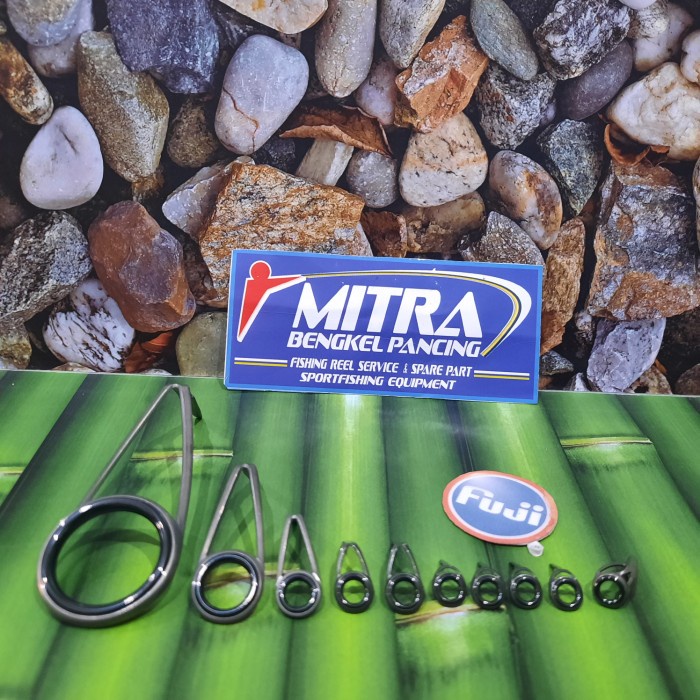 MITRA
BENGKEL PANCING
FISHING REEL SERVICE & SPARE PART
SPORTFISHING EQUIPMENT
Fuji